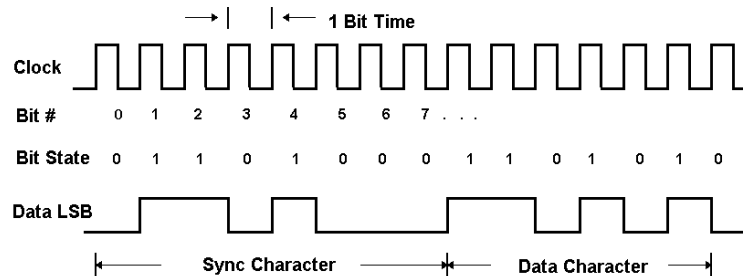 1 Bit Time
Clock
Bit # 0 1 2 3 4 5 6 7 . . .
Bit State 0 1 1 0 1 0 0 0 1 1 0 1 0 1 0
Data LSB
Sync Character Data Character